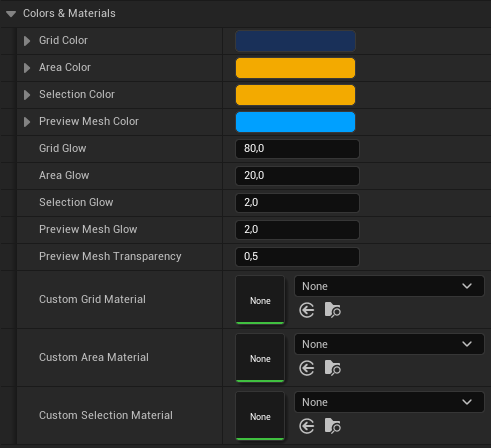 Colors & Materials
Grid Color
Area Color
Selection Color
Preview Mesh Color
Grid Glow 80,0
Area Glow 20,0
Selection Glow 2,0
Preview Mesh Glow 2,0
Preview Mesh Transparency 0,5
Custom Grid Material None None
Custom Area Material None None
Custom Selection Material None None